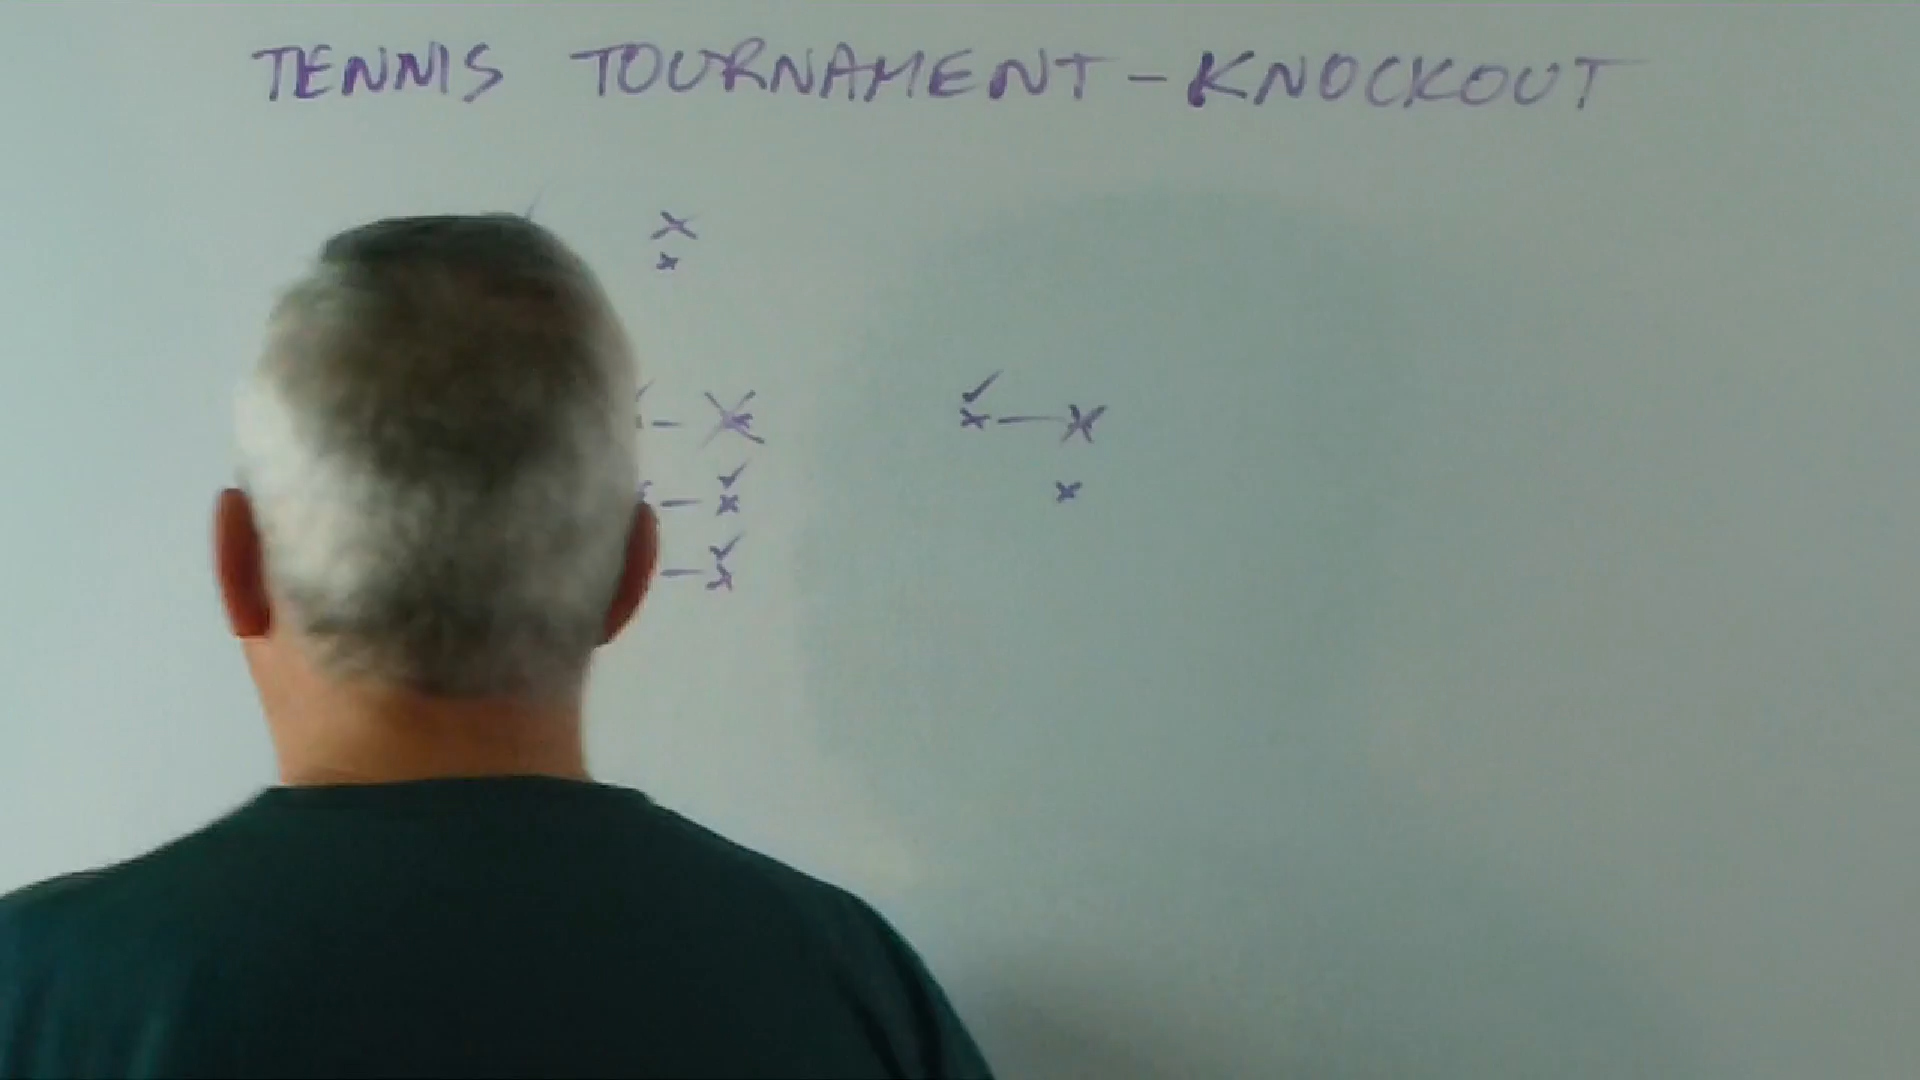 TENNIS TOURNAMENT - KNOCKOUT
x
x
- x x - x
- x x
- x